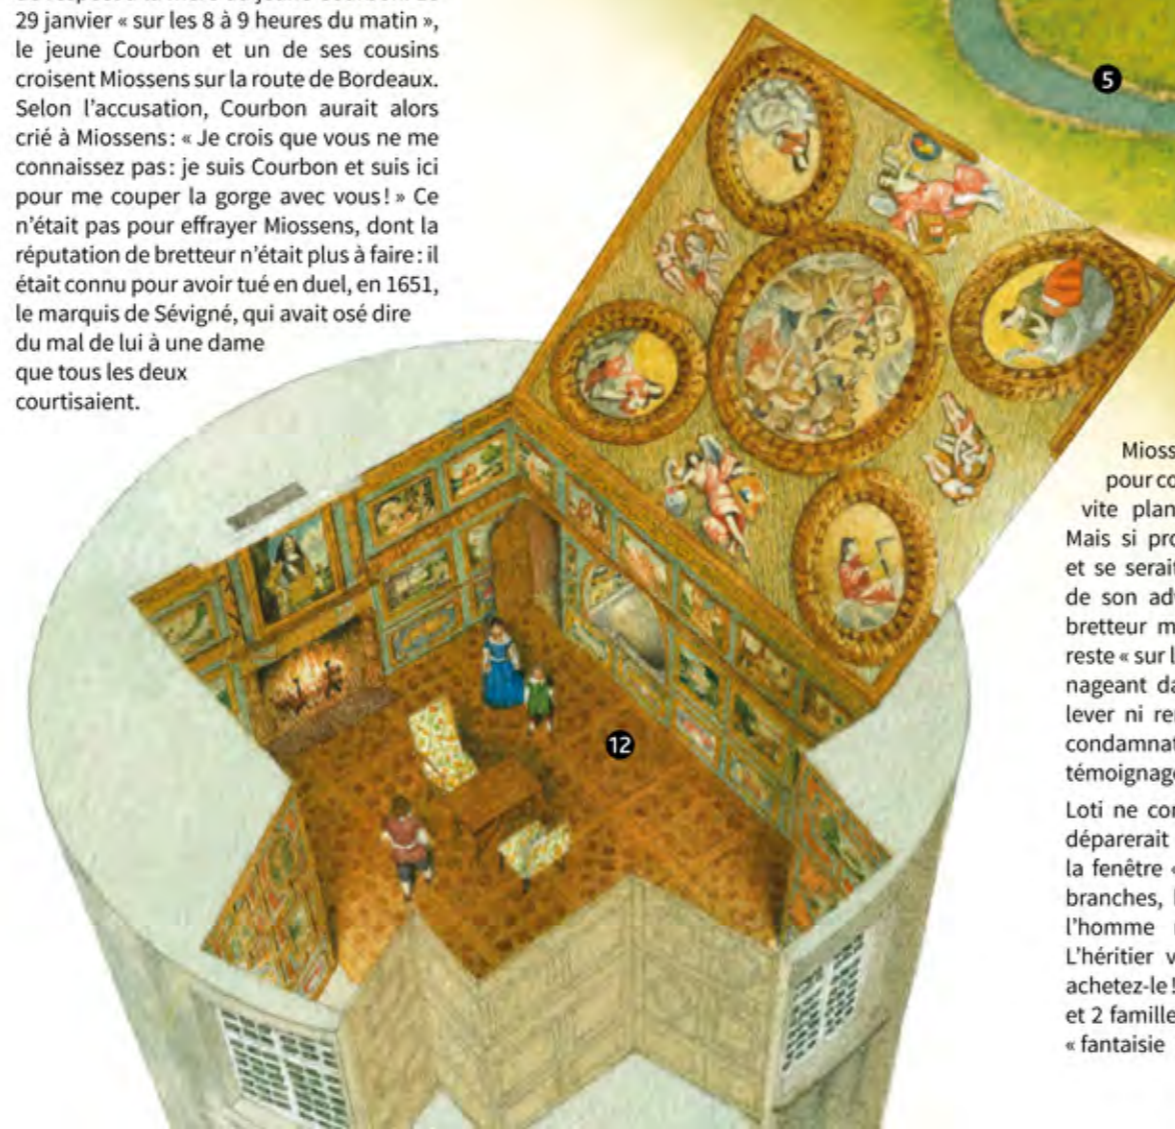 29 janvier « sur les 8 à 9 heures du matin »,
le jeune Courbon et un de ses cousins
croisent Miossens sur la route de Bordeaux.
Selon l’accusation, Courbon aurait alors
crié à Miossens : « Je crois que vous ne me
connaissez pas : je suis Courbon et suis ici
pour me couper la gorge avec vous ! » Ce
n’était pas pour effrayer Miossens, dont la
réputation de bretteur n’était plus à faire : il
était connu pour avoir tué en duel, en 1651,
le marquis de Sévigné, qui avait osé dire
du mal de lui à une dame
que tous les deux
courtisaient.
5
12
Mioss
pour co
vite plan
Mais si pro
et se serait
de son adv
bretteur m
reste « sur l
nageant da
lever ni re
condamnat
témoignage
Loti ne co
déparerait
la fenêtre «
branches,
l’homme
L’héritier v
achetez-le !
et 2 famille
« fantaisie